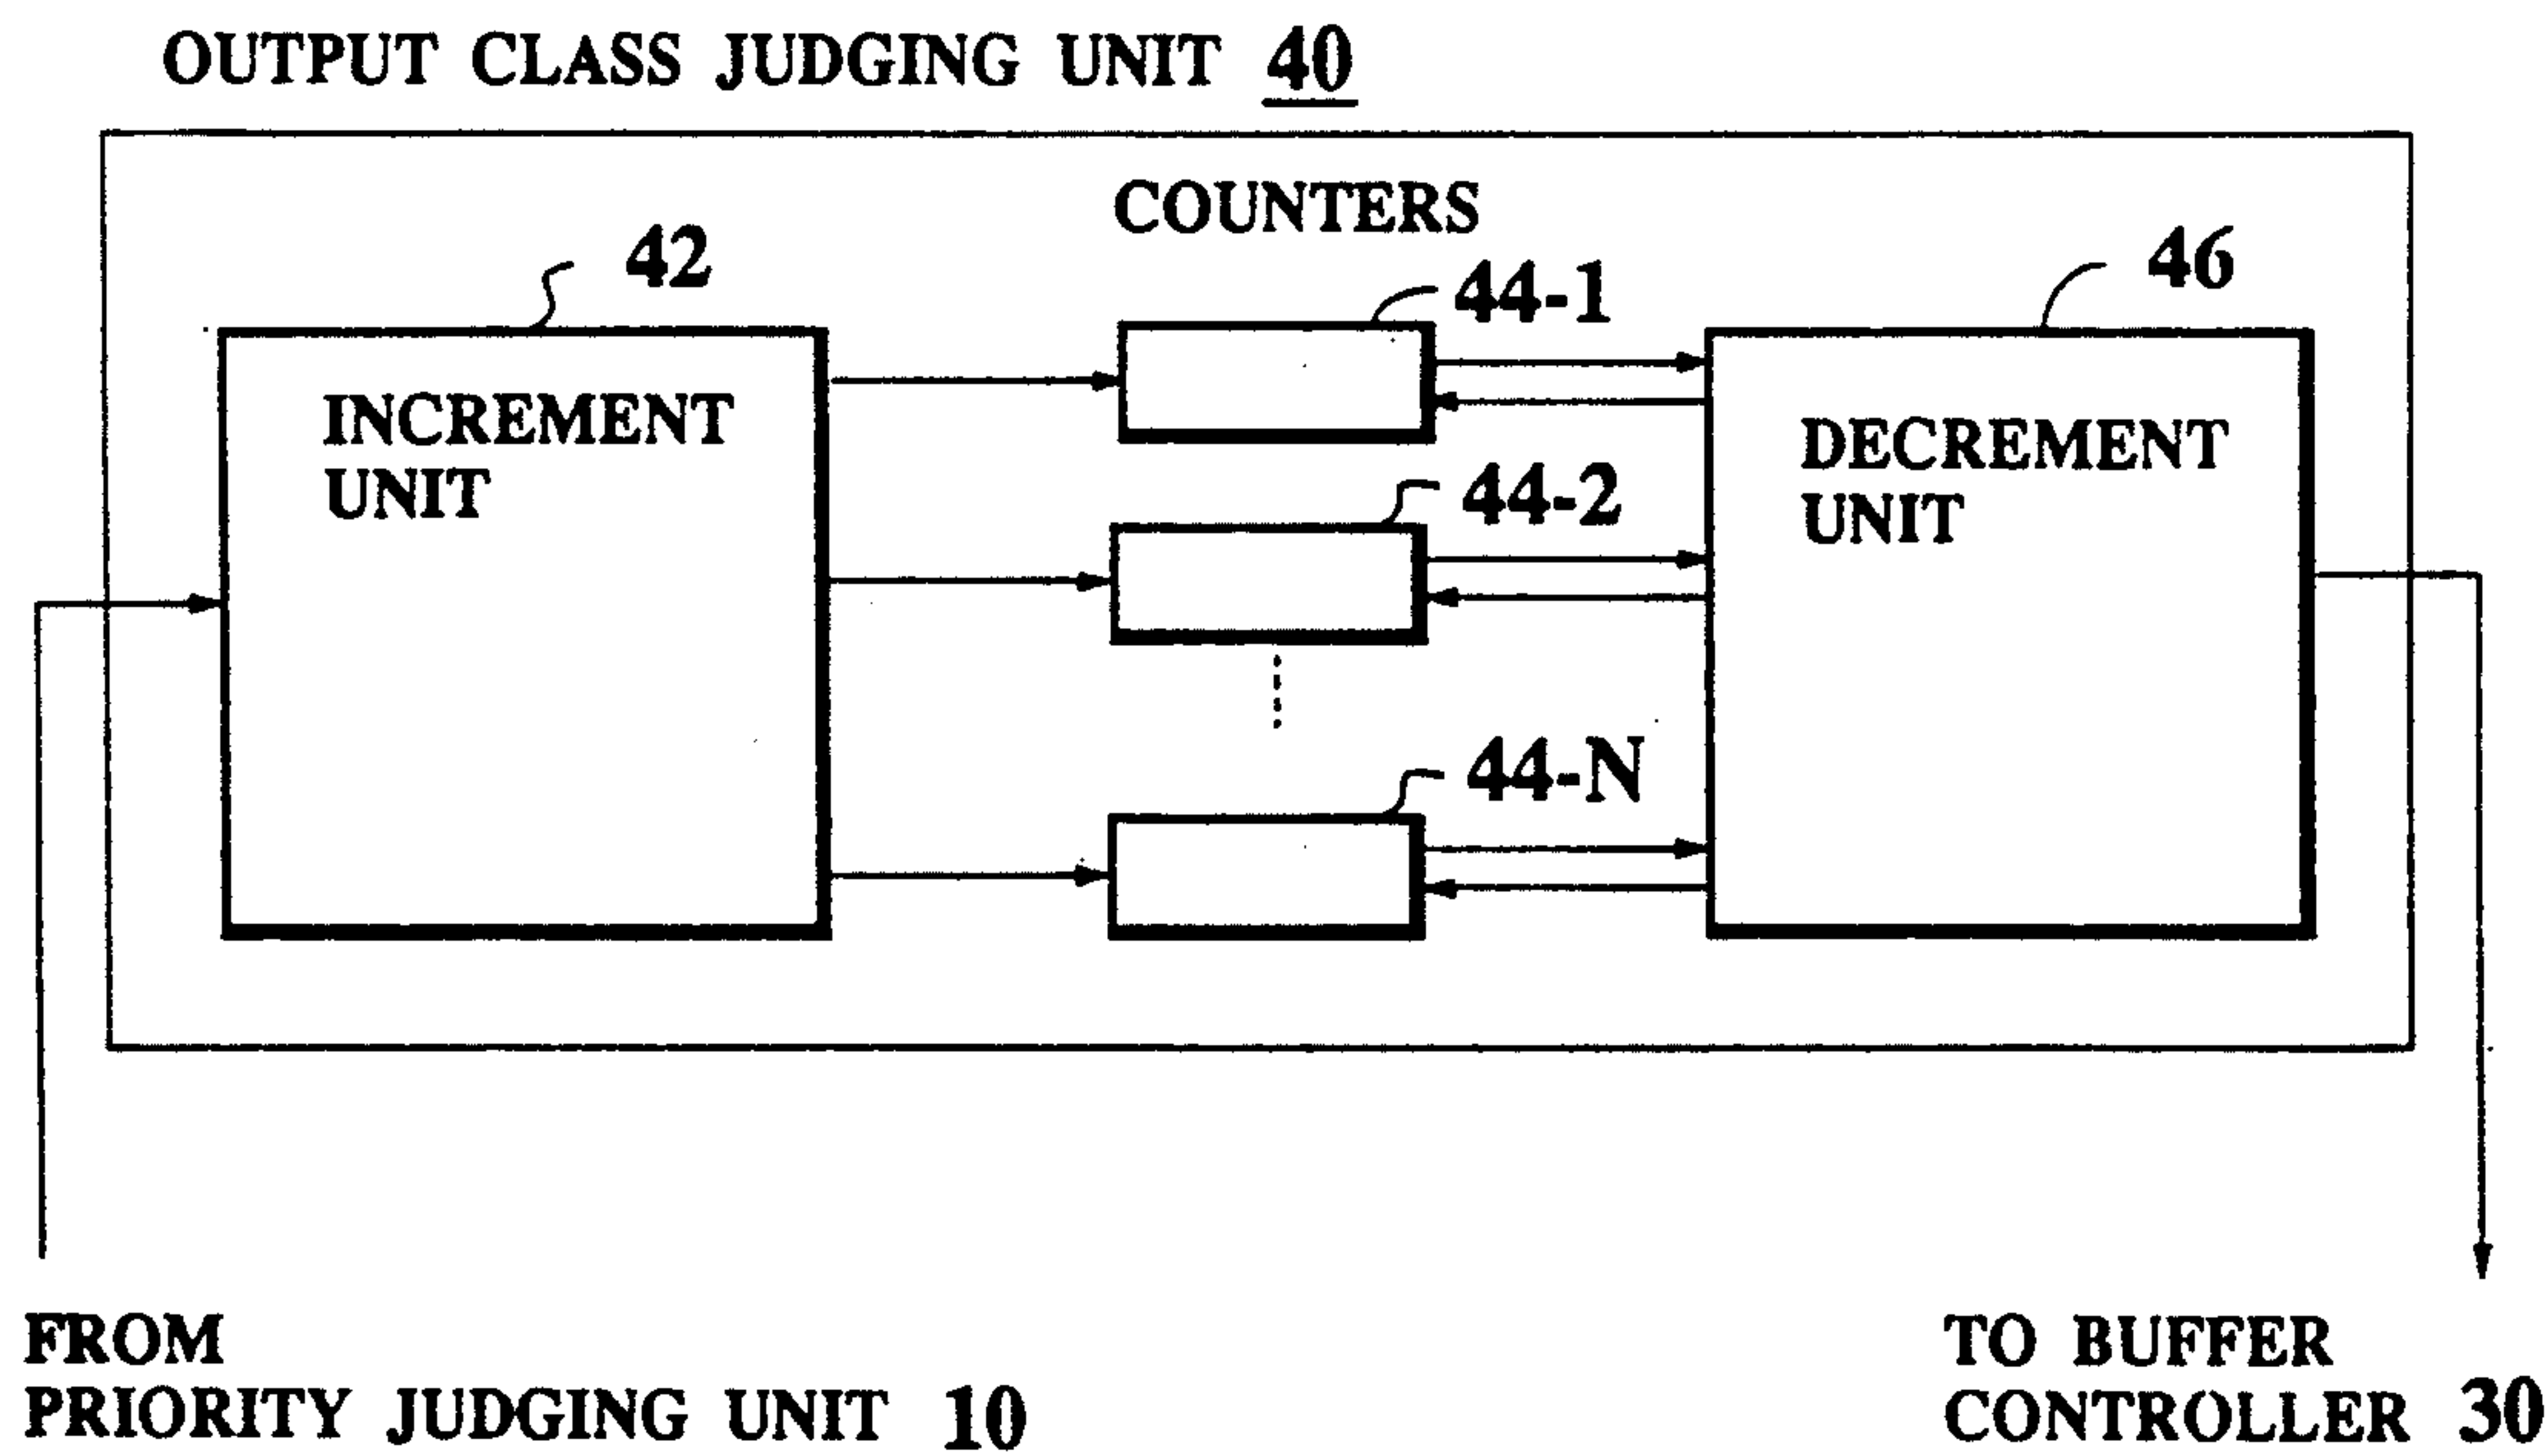 OUTPUT CLASS JUDGING UNIT 40
COUNTERS
42
44-1
46
INCREMENT
UNIT
DECREMENT
UNIT
44-2
44-N
FROM
PRIORITY JUDGING UNIT 10
TO BUFFER
CONTROLLER 30